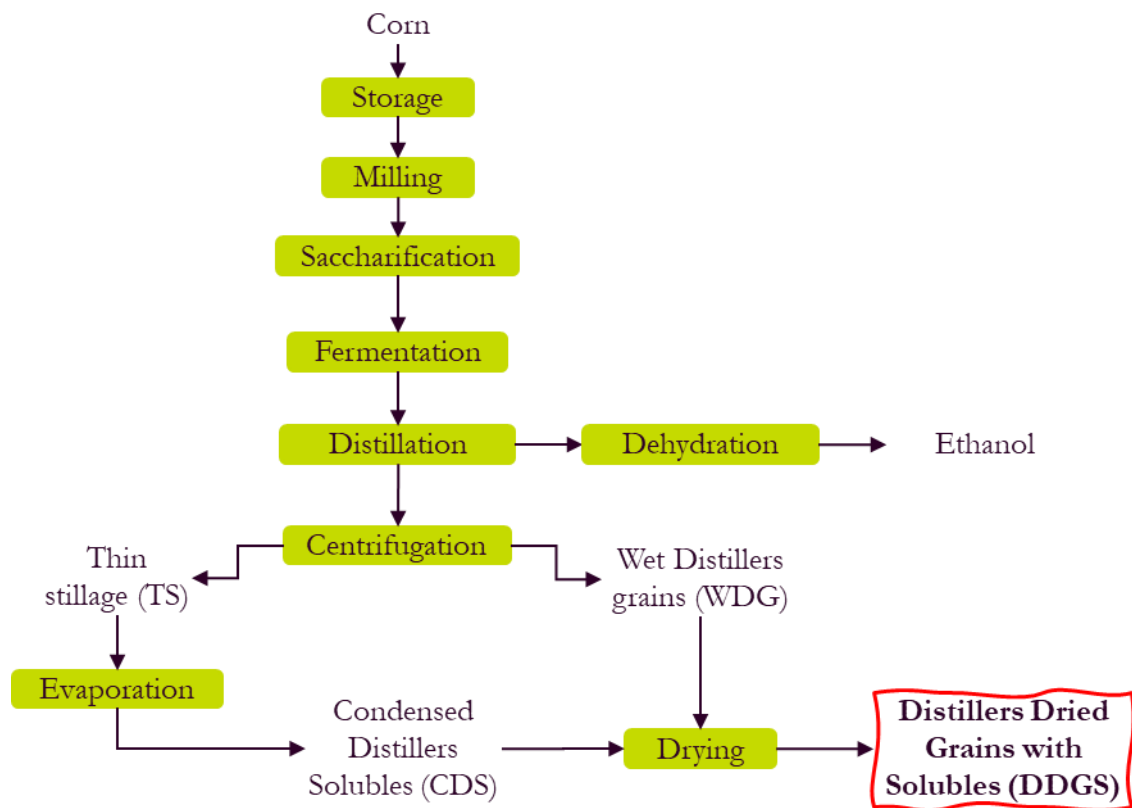 Corn
Storage
Milling
Saccharification
Fermentation
Distillation
Dehydration
Ethanol
Centrifugation
Thin
stillage (TS)
Wet Distillers
grains (WDG)
Evaporation
Condensed
Distillers
Solubles (CDS)
Drying
Distillers Dried
Grains with
Solubles (DDGS)